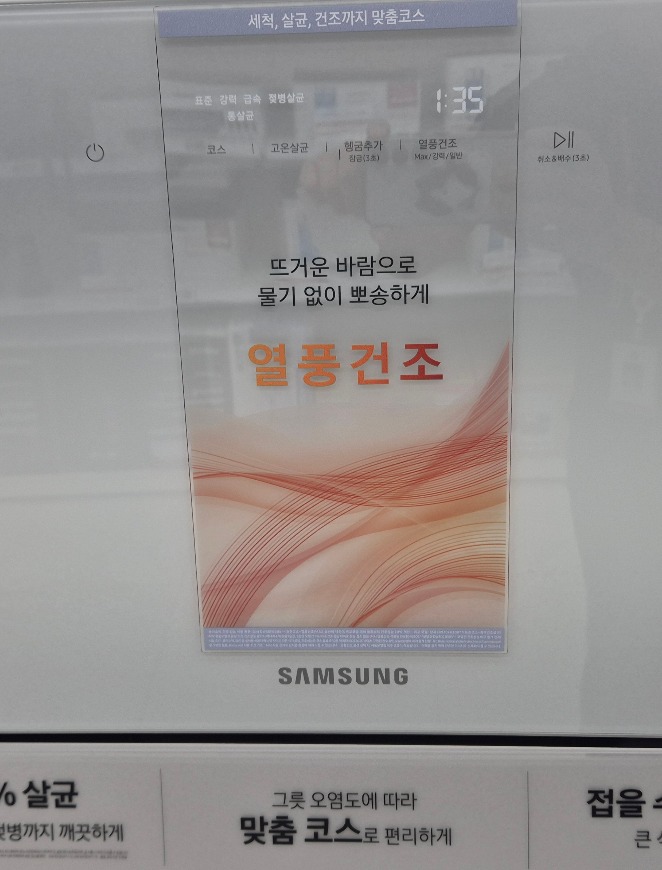 세척, 살균, 건조까지 맞춤코스
표준 강력 급속 젖병살균
통살균
1:35
코스 | 고온살균 | 헹굼추가 | 열풍건조
잠금(3초) Max/강력/일반
취소&배수(3초)
뜨거운 바람으로
물기 없이 뽀송하게
열풍건조
SAMSUNG
% 살균
젖병까지 깨끗하게
그릇 오염도에 따라
맞춤 코스로 편리하게
접을
큰